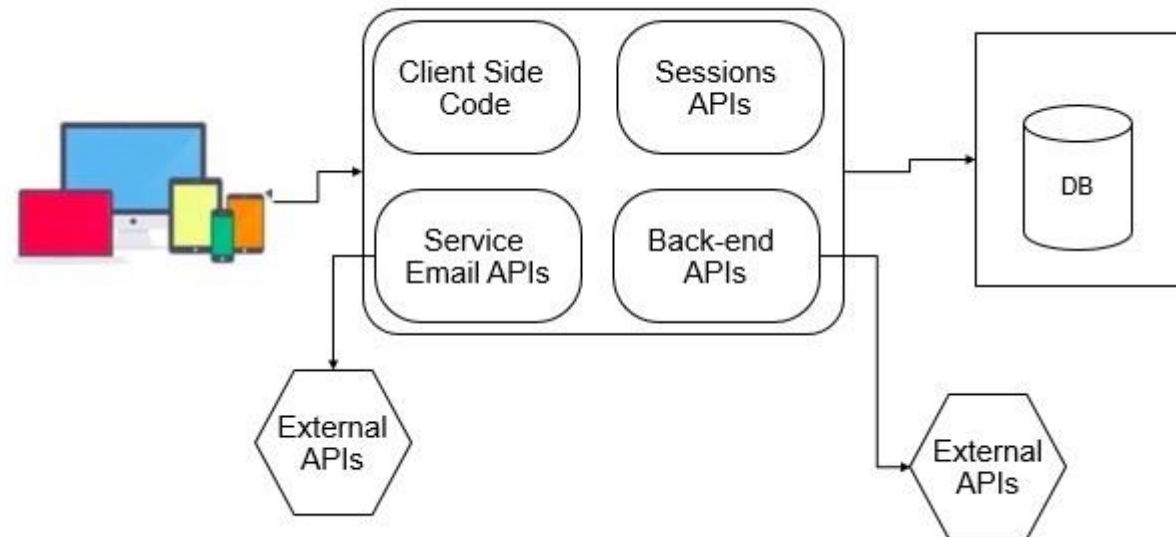 Client Side
Code
Sessions
APIs
DB
Service
Email APIs
Back-end
APIs
External
APIs
External
APIs